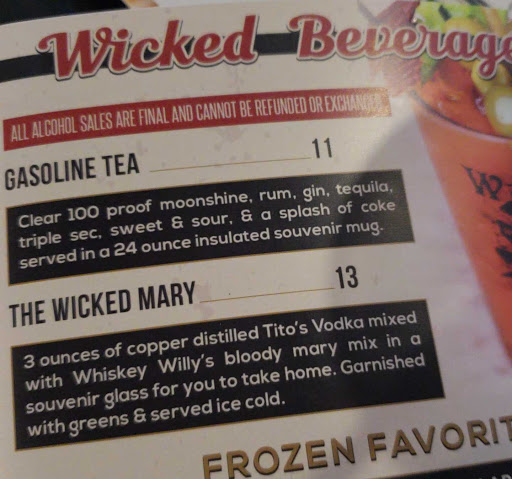 Wicked Beverage
ALL ALCOHOL SALES ARE FINAL AND CANNOT BE REFUNDED OR EXCHANGED
GASOLINE TEA 11
Clear 100 proof moonshine, rum, gin, tequila,
triple sec, sweet & sour, & a splash of coke
served in a 24 ounce insulated souvenir mug.
THE WICKED MARY 13
3 ounces of copper distilled Tito's Vodka mixed
with Whiskey Willy's bloody mary mix in a
souvenir glass for you to take home. Garnished
with greens & served ice cold.
FROZEN FAVORIT